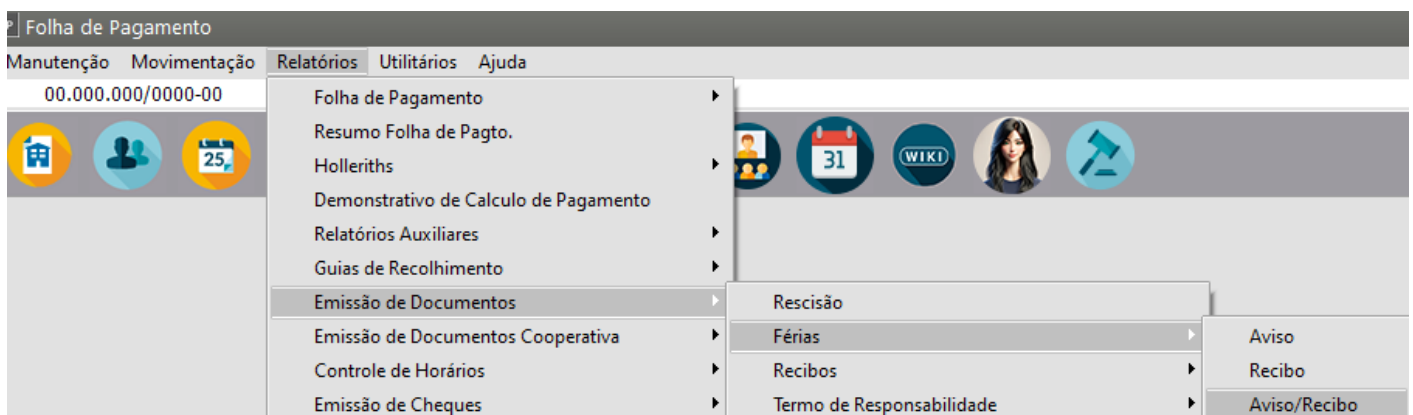 Folha de Pagamento
Manutenção Movimentação Relatórios Utilitários Ajuda
00.000.000/0000-00
Folha de Pagamento
Resumo Folha de Pagto.
Holleriths
Demonstrativo de Calculo de Pagamento
Relatórios Auxiliares
Guias de Recolhimento
Emissão de Documentos
Emissão de Documentos Cooperativa
Controle de Horários
Emissão de Cheques
Rescisão
Férias
Recibos
Termo de Responsabilidade
Aviso
Recibo
Aviso/Recibo
25
31
WIKI